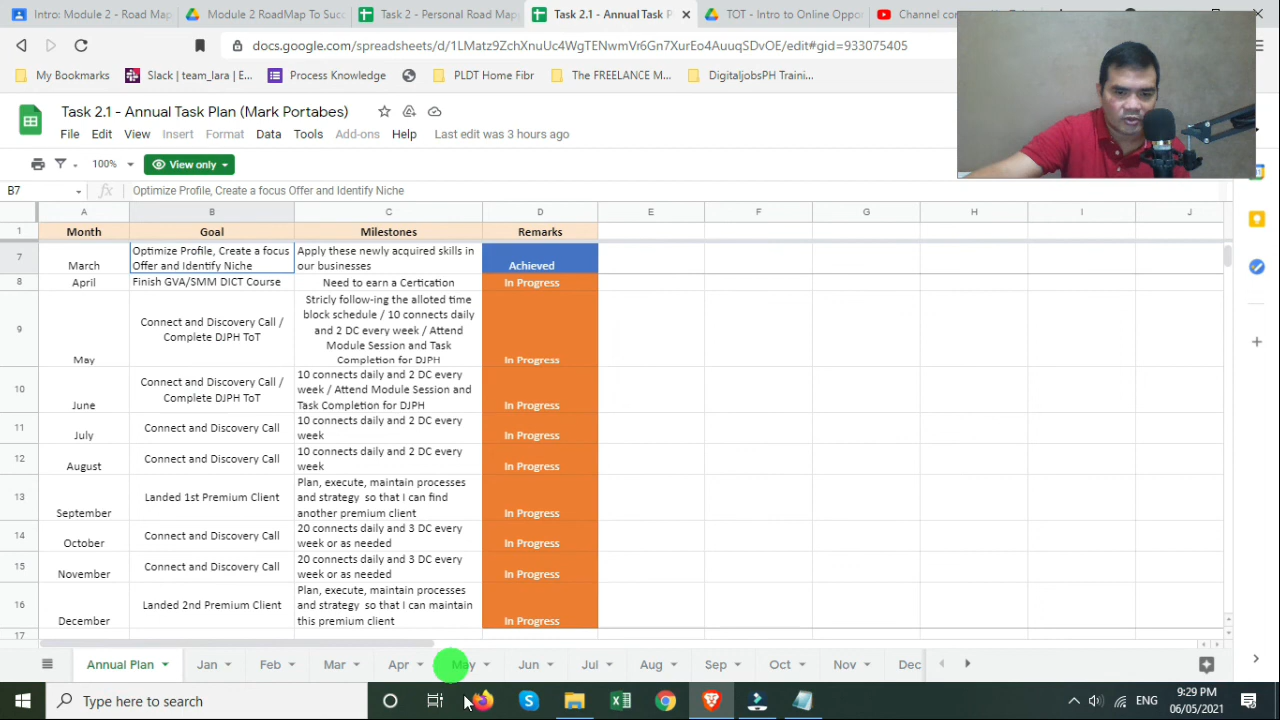 Intro: Module 2 - Road Map
Module 2 RoadMap To Succ
Task 2 - Personal Road Map
Task 2.1 - Annual Task P
TOT - Intro to Online Oppo
Channel con
docs.google.com/spreadsheets/d/1LMatz9ZchXnuUc4WgTENwmVr6Gn7XurEo4AuuqSDvOE/edit#gid=933075405
My Bookmarks
Slack | team_lara | E...
Process Knowledge
PLDT Home Fibr
The FREELANCE M...
DigitaljobsPH Traini...
Task 2.1 - Annual Task Plan (Mark Portabes)
File Edit View Insert Format Data Tools Add-ons Help Last edit was 3 hours ago
100% View only
B7 fx Optimize Profile, Create a focus Offer and Identify Niche
A B C D E F G H I J
1 Month Goal Milestones Remarks
7 March
Optimize Profile, Create a focus
Offer and Identify Niche
Apply these newly acquired skills in
our businesses
Achieved
8 April Finish GVA/SMM DICT Course Need to earn a Certication In Progress
9 May
Connect and Discovery Call /
Complete DJPH ToT
Stricly follow-ing the alloted time
block schedule / 10 connects daily
and 2 DC every week / Attend
Module Session and Task
Completion for DJPH
In Progress
10 June
Connect and Discovery Call /
Complete DJPH ToT
10 connects daily and 2 DC every
week / Attend Module Session and
Task Completion for DJPH
In Progress
11 July
Connect and Discovery Call
10 connects daily and 2 DC every
week
In Progress
12 August
Connect and Discovery Call
10 connects daily and 2 DC every
week
In Progress
13 September
Landed 1st Premium Client
Plan, execute, maintain processes
and strategy so that I can find
another premium client
In Progress
14 October
Connect and Discovery Call
20 connects daily and 3 DC every
week or as needed
In Progress
15 November
Connect and Discovery Call
20 connects daily and 3 DC every
week or as needed
In Progress
16 December
Landed 2nd Premium Client
Plan, execute, maintain processes
and strategy so that I can maintain
this premium client
In Progress
17
Annual Plan Jan Feb Mar Apr May Jun Jul Aug Sep Oct Nov Dec
Type here to search
ENG
9:29 PM
06/05/2021